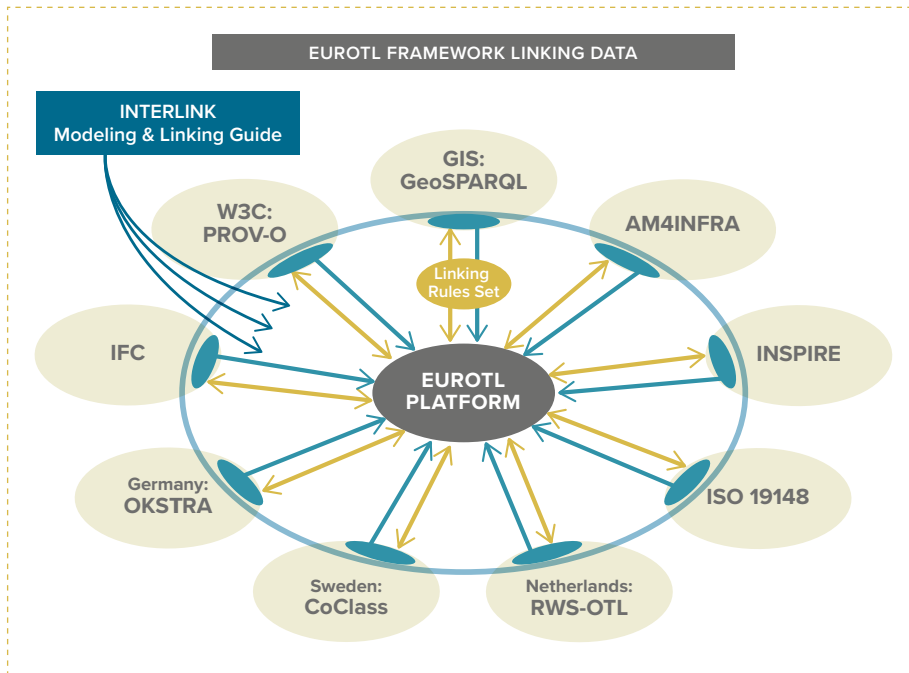 EUROTL FRAMEWORK LINKING DATA
INTERLINK
Modeling & Linking Guide
GIS:
GeoSPARQL
W3C:
PROV-O
AM4INFRA
Linking
Rules Set
IFC
INSPIRE
EUROTL
PLATFORM
Germany:
OKSTRA
ISO 19148
Sweden:
CoClass
Netherlands:
RWS-OTL